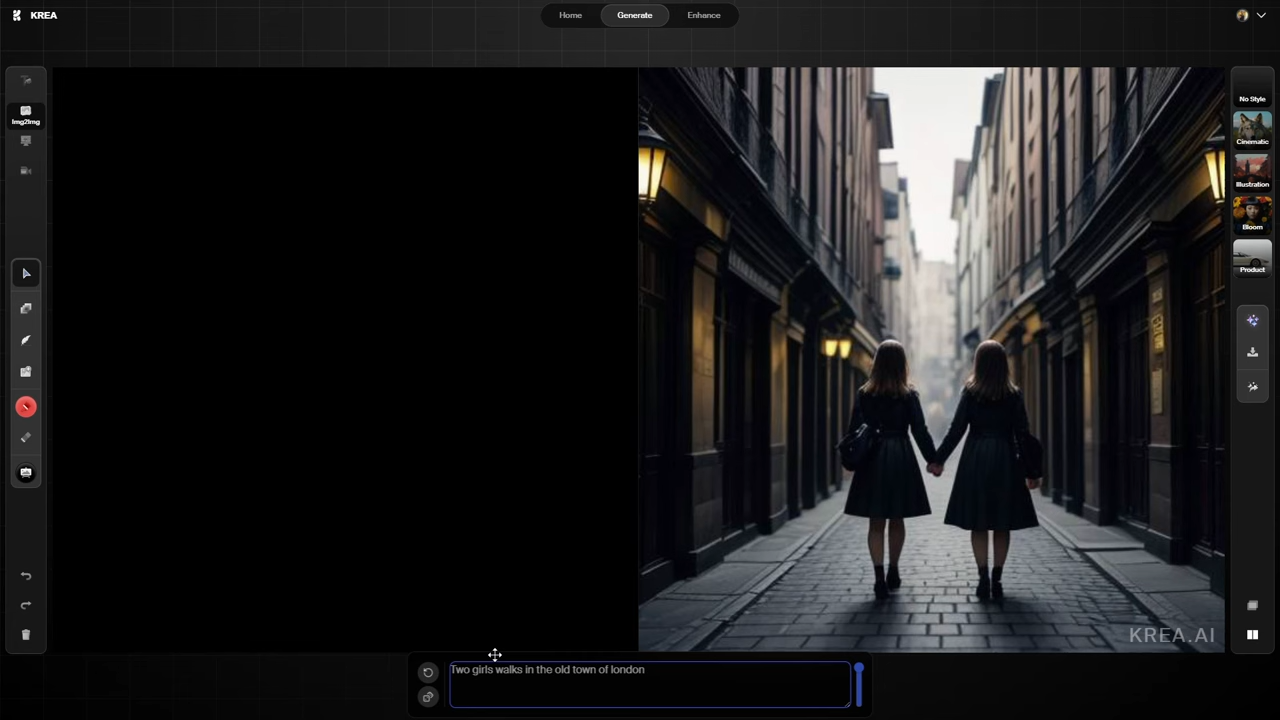 KREA
Home
Generate
Enhance
Img2Img
No Style
Cinematic
Illustration
Bloom
Product
KREA.AI
Two girls walks in the old town of london